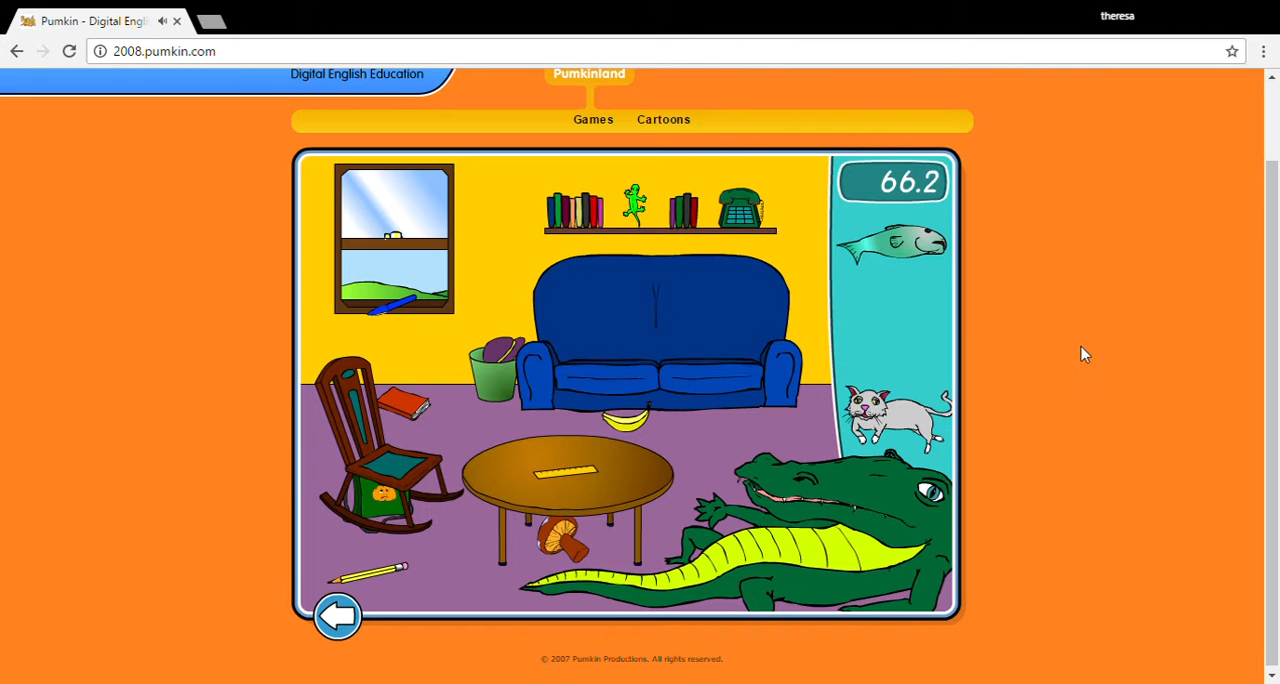 theresa
Pumkin - Digital Engli
2008.pumkin.com
Digital English Education
Pumkinland
Games Cartoons
66.2
© 2007 Pumkin Productions. All rights reserved.